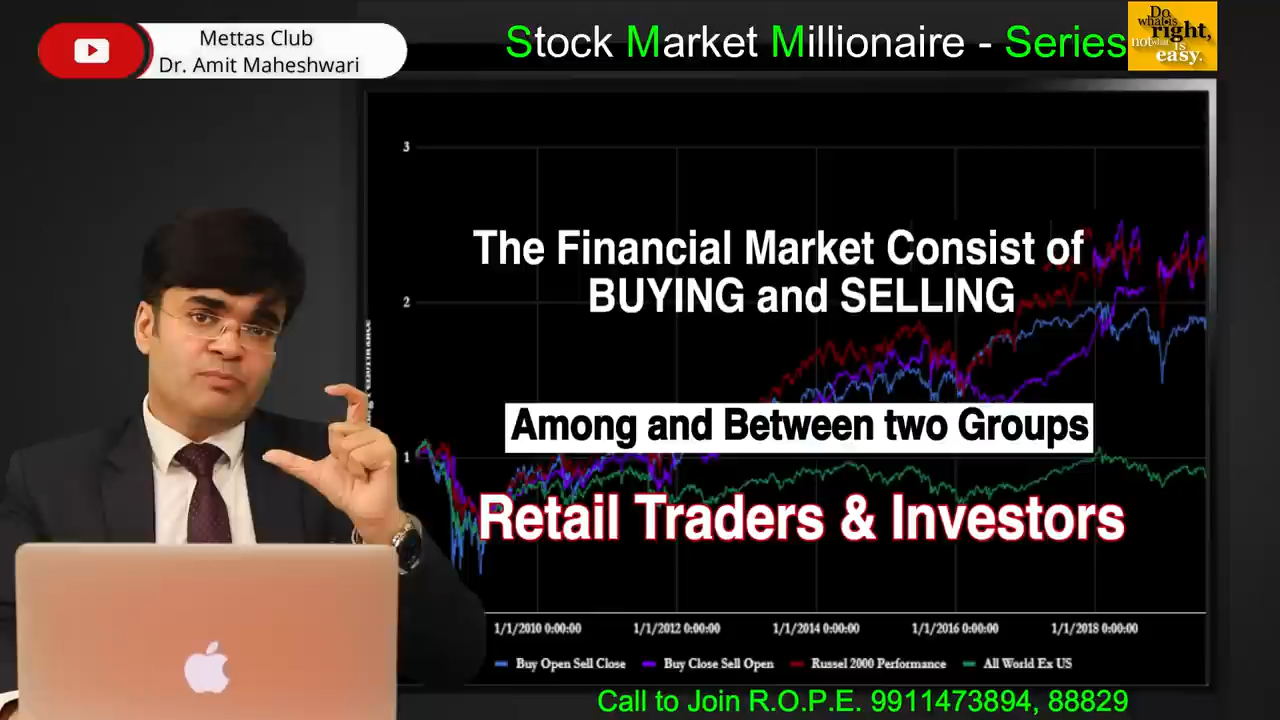 Mettas Club
Dr. Amit Maheshwari
Stock Market Millionaire - Series
Do
what is
right,
not what is
easy.
3
The Financial Market Consist of
BUYING and SELLING
2
Among and Between two Groups
1
Retail Traders & Investors
1/1/2010 0:00:00 1/1/2012 0:00:00 1/1/2014 0:00:00 1/1/2016 0:00:00 1/1/2018 0:00:00
Buy Open Sell Close Buy Close Sell Open Russel 2000 Performance All World Ex US
Call to Join R.O.P.E. 9911473894, 88829